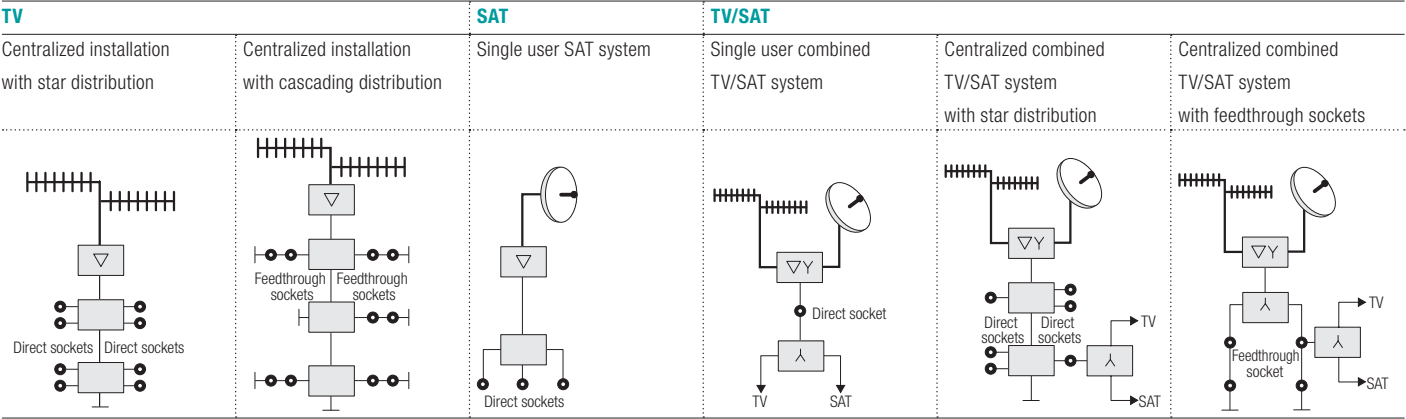 TV
SAT
TV/SAT
Centralized installation
with star distribution
Centralized installation
with cascading distribution
Single user SAT system
Single user combined
TV/SAT system
Centralized combined
TV/SAT system
with star distribution
Centralized combined
TV/SAT system
with feedthrough sockets
Direct sockets
Direct sockets
Feedthrough
sockets
Feedthrough
sockets
Direct sockets
Direct socket
TV
SAT
Direct
sockets
Direct
sockets
TV
SAT
Feedthrough
socket
TV
SAT